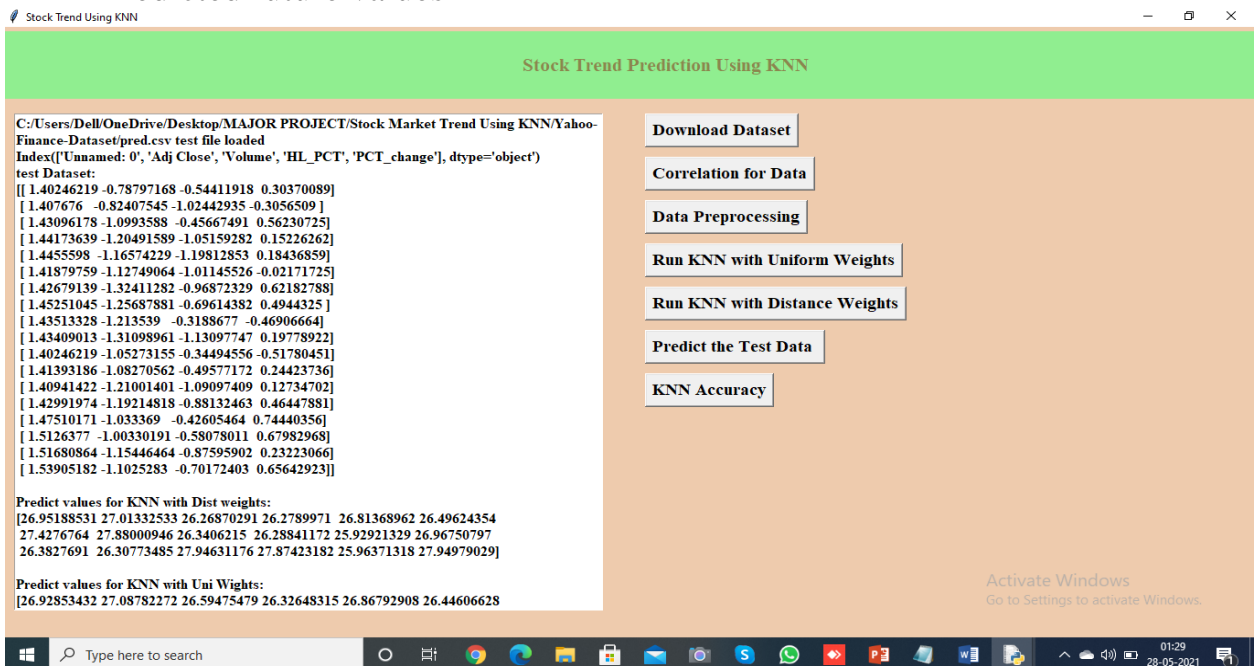 Stock Trend Using KNN
Stock Trend Prediction Using KNN
C:/Users/Dell/OneDrive/Desktop/MAJOR PROJECT/Stock Market Trend Using KNN/Yahoo-
Finance-Dataset/pred.csv test file loaded
Index(['Unnamed: 0', 'Adj Close', 'Volume', 'HL_PCT', 'PCT_change'], dtype='object')
test Dataset:
[[ 1.40246219 -0.78797168 -0.54411918 0.30370089]
[ 1.407676 -0.82407545 -1.02442935 -0.3056509 ]
[ 1.43096178 -1.0993588 -0.45667491 0.56230725]
[ 1.44173639 -1.20491589 -1.05159282 0.15226262]
[ 1.4455598 -1.16574229 -1.19812853 0.18436859]
[ 1.41879759 -1.12749064 -1.01145526 -0.02171725]
[ 1.42679139 -1.32411282 -0.96872329 0.62182788]
[ 1.45251045 -1.25687881 -0.69614382 0.4944325 ]
[ 1.43513328 -1.213539 -0.3188677 -0.46906664]
[ 1.43409013 -1.31098961 -1.13097747 0.19778922]
[ 1.40246219 -1.05273155 -0.34494556 -0.51780451]
[ 1.41393186 -1.08270562 -0.49577172 0.24423736]
[ 1.40941422 -1.21001401 -1.09097409 0.12734702]
[ 1.42991974 -1.19214818 -0.88132463 0.46447881]
[ 1.47510171 -1.033369 -0.42605464 0.74440356]
[ 1.5126377 -1.00330191 -0.58078011 0.67982968]
[ 1.51680864 -1.15446464 -0.87595902 0.23223066]
[ 1.53905182 -1.1025283 -0.70172403 0.65642923]]
Predict values for KNN with Dist weights:
[26.95188531 27.01332533 26.26870291 26.2789971 26.81368962 26.49624354
27.4276764 27.88000946 26.3406215 26.28841172 25.92921329 26.96750797
26.3827691 26.30773485 27.94631176 27.87423182 25.96371318 27.94979029]
Predict values for KNN with Uni Wights:
[26.92853432 27.08782272 26.59475479 26.32648315 26.86792908 26.44606628
Download Dataset
Correlation for Data
Data Preprocessing
Run KNN with Uniform Weights
Run KNN with Distance Weights
Predict the Test Data
KNN Accuracy
Activate Windows
Go to Settings to activate Windows.
Type here to search
01:29
28-05-2021